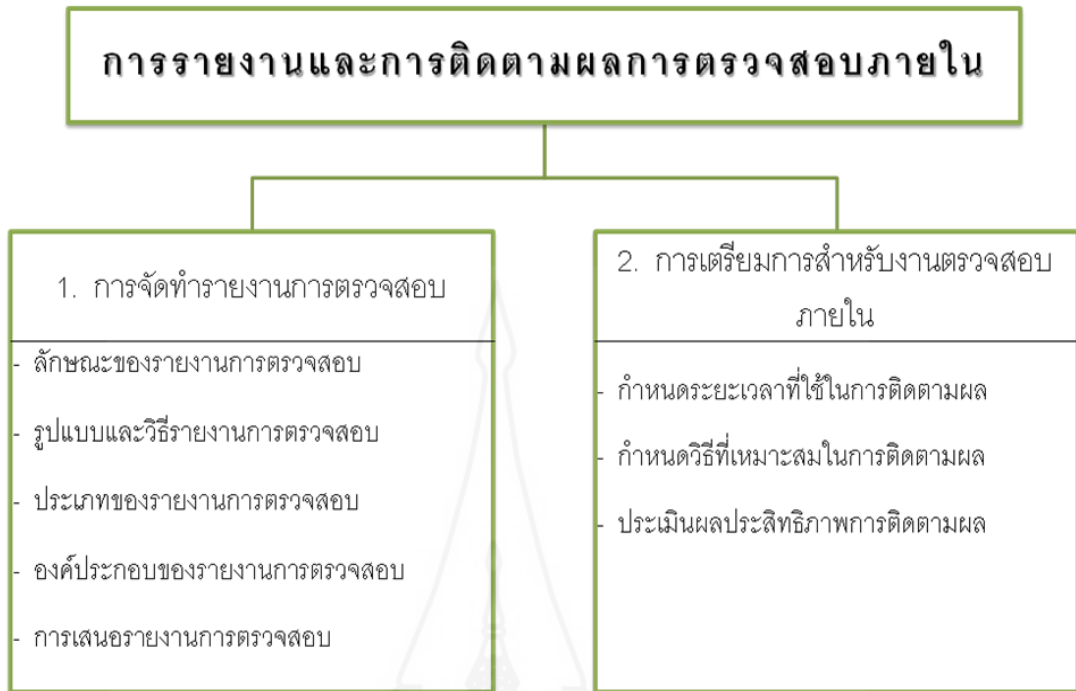 การรายงานและการติดตามผลการตรวจสอบภายใน
1. การจัดทำรายงานการตรวจสอบ
- ลักษณะของรายงานการตรวจสอบ
- รูปแบบและวิธีรายงานการตรวจสอบ
- ประเภทของรายงานการตรวจสอบ
- องค์ประกอบของรายงานการตรวจสอบ
- การเสนอรายงานการตรวจสอบ
2. การเตรียมการสำหรับงานตรวจสอบ
ภายใน
- กำหนดระยะเวลาที่ใช้ในการติดตามผล
- กำหนดวิธีที่เหมาะสมในการติดตามผล
- ประเมินผลประสิทธิภาพการติดตามผล